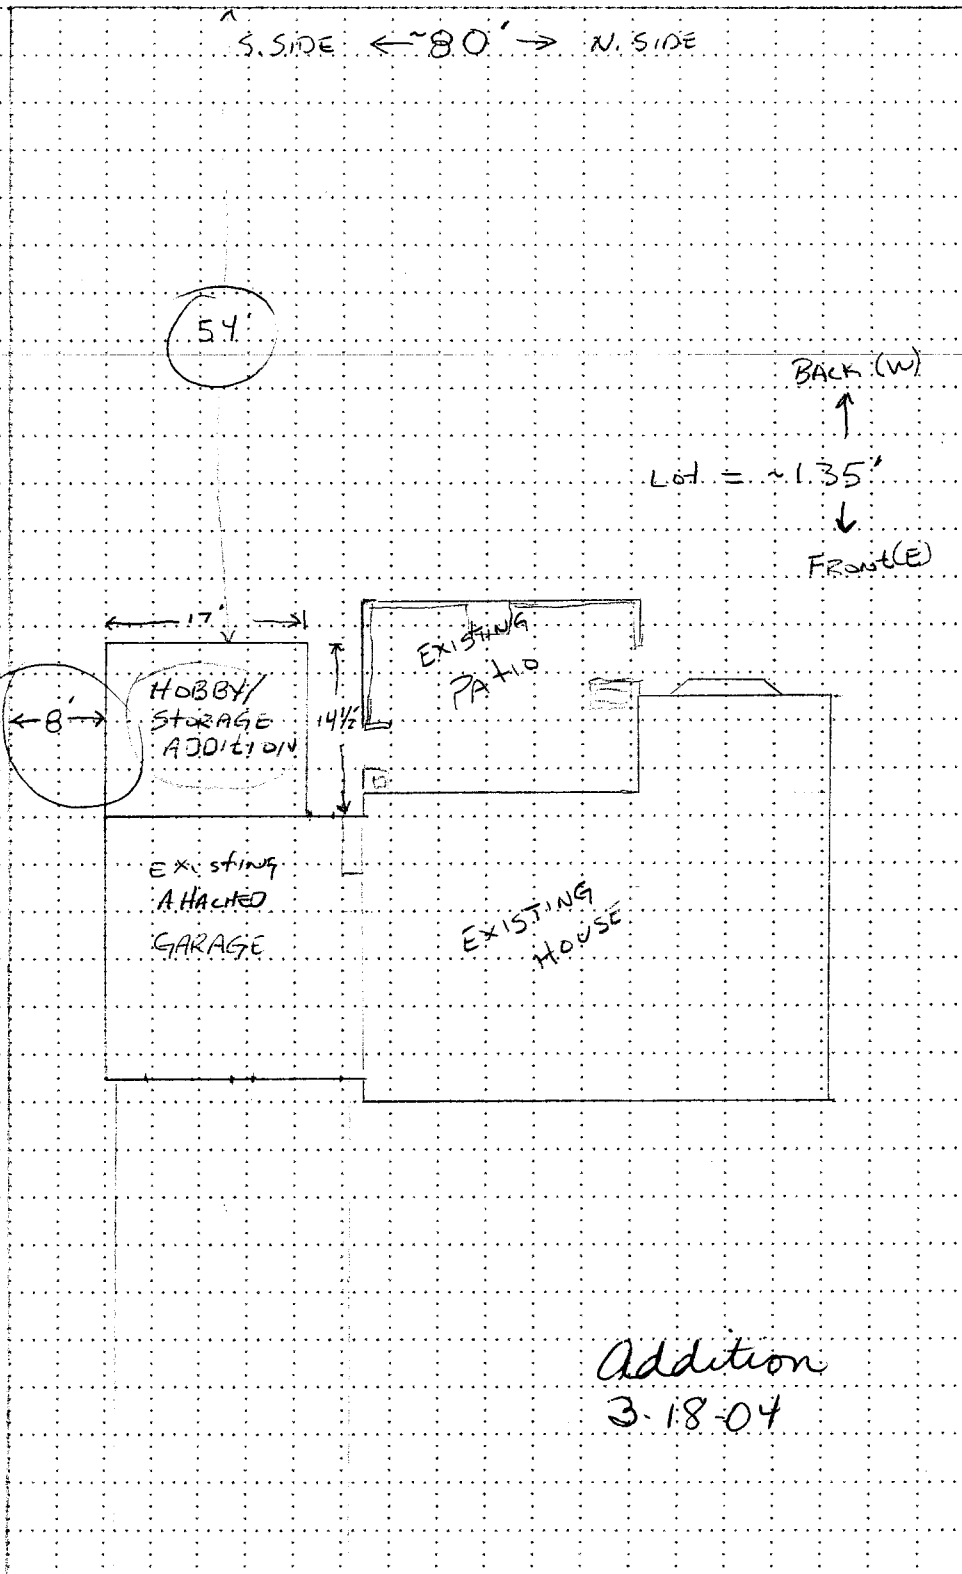 S. SIDE ← ~80' → N. SIDE
54'
BACK (W)
↑
Lot = ~135'
↓
FRONT (E)
← 17' →
EXISTING
PATIO
HOBBY/
STORAGE
ADDITION
14½'
← 8' →
EXISTING
ATTACHED
GARAGE
EXISTING
HOUSE
Addition
3-18-04